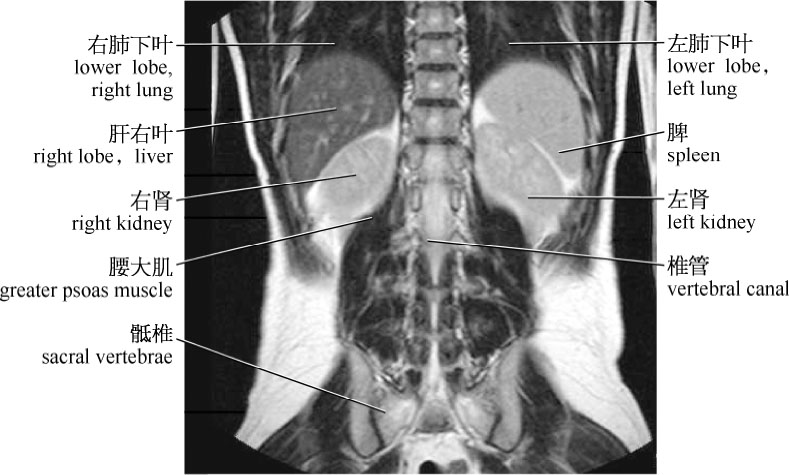 右肺下叶
lower lobe,
right lung
肝右叶
right lobe, liver
右肾
right kidney
腰大肌
greater psoas muscle
骶椎
sacral vertebrae
左肺下叶
lower lobe,
left lung
脾
spleen
左肾
left kidney
椎管
vertebral canal